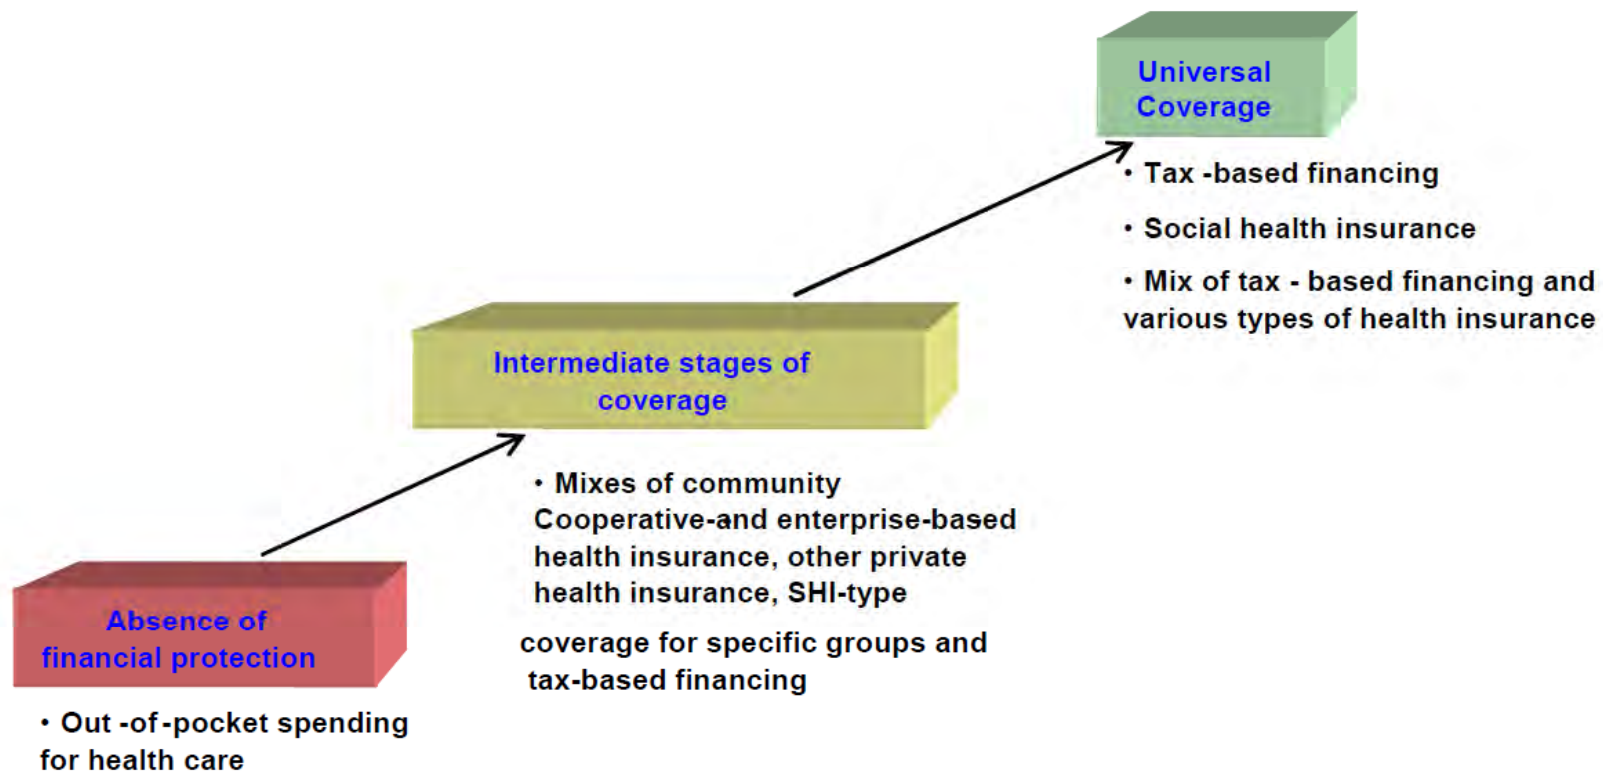 Universal
Coverage
• Tax -based financing
• Social health insurance
• Mix of tax - based financing and
various types of health insurance
Intermediate stages of
coverage
• Mixes of community
Cooperative-and enterprise-based
health insurance, other private
health insurance, SHI-type
coverage for specific groups and
tax-based financing
Absence of
financial protection
• Out -of-pocket spending
for health care